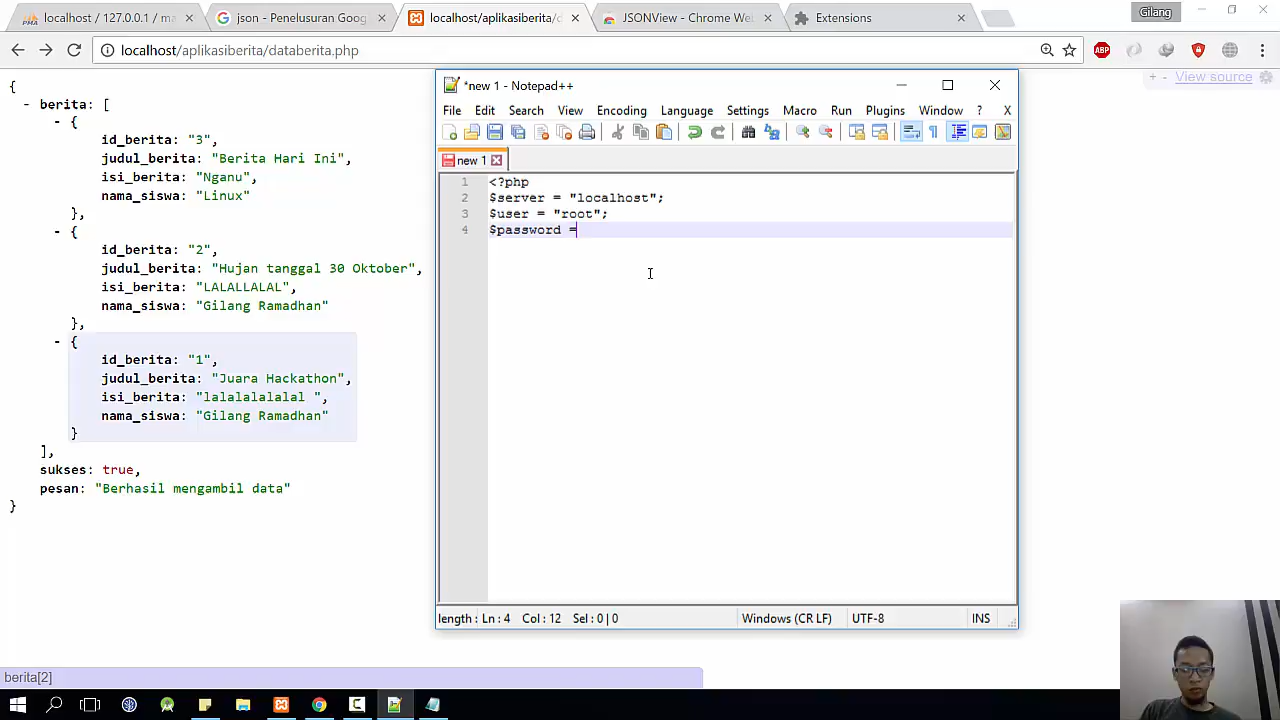 localhost / 127.0.0.1 / ma
json - Penelusuran Goog
localhost/aplikasiberita/d
JSONView - Chrome Web
Extensions
Gilang
localhost/aplikasiberita/databerita.php
ABP
+ - View source
{
- berita: [
- {
id_berita: "3",
judul_berita: "Berita Hari Ini",
isi_berita: "Nganu",
nama_siswa: "Linux"
},
- {
id_berita: "2",
judul_berita: "Hujan tanggal 30 Oktober",
isi_berita: "LALALLALAL",
nama_siswa: "Gilang Ramadhan"
},
- {
id_berita: "1",
judul_berita: "Juara Hackathon",
isi_berita: "lalalalalalal ",
nama_siswa: "Gilang Ramadhan"
}
],
sukses: true,
pesan: "Berhasil mengambil data"
}
berita[2]
*new 1 - Notepad++
File Edit Search View Encoding Language Settings Macro Run Plugins Window ? X
new 1
1 <?php
2 $server = "localhost";
3 $user = "root";
4 $password =
length : Ln : 4 Col : 12 Sel : 0 | 0 Windows (CR LF) UTF-8 INS